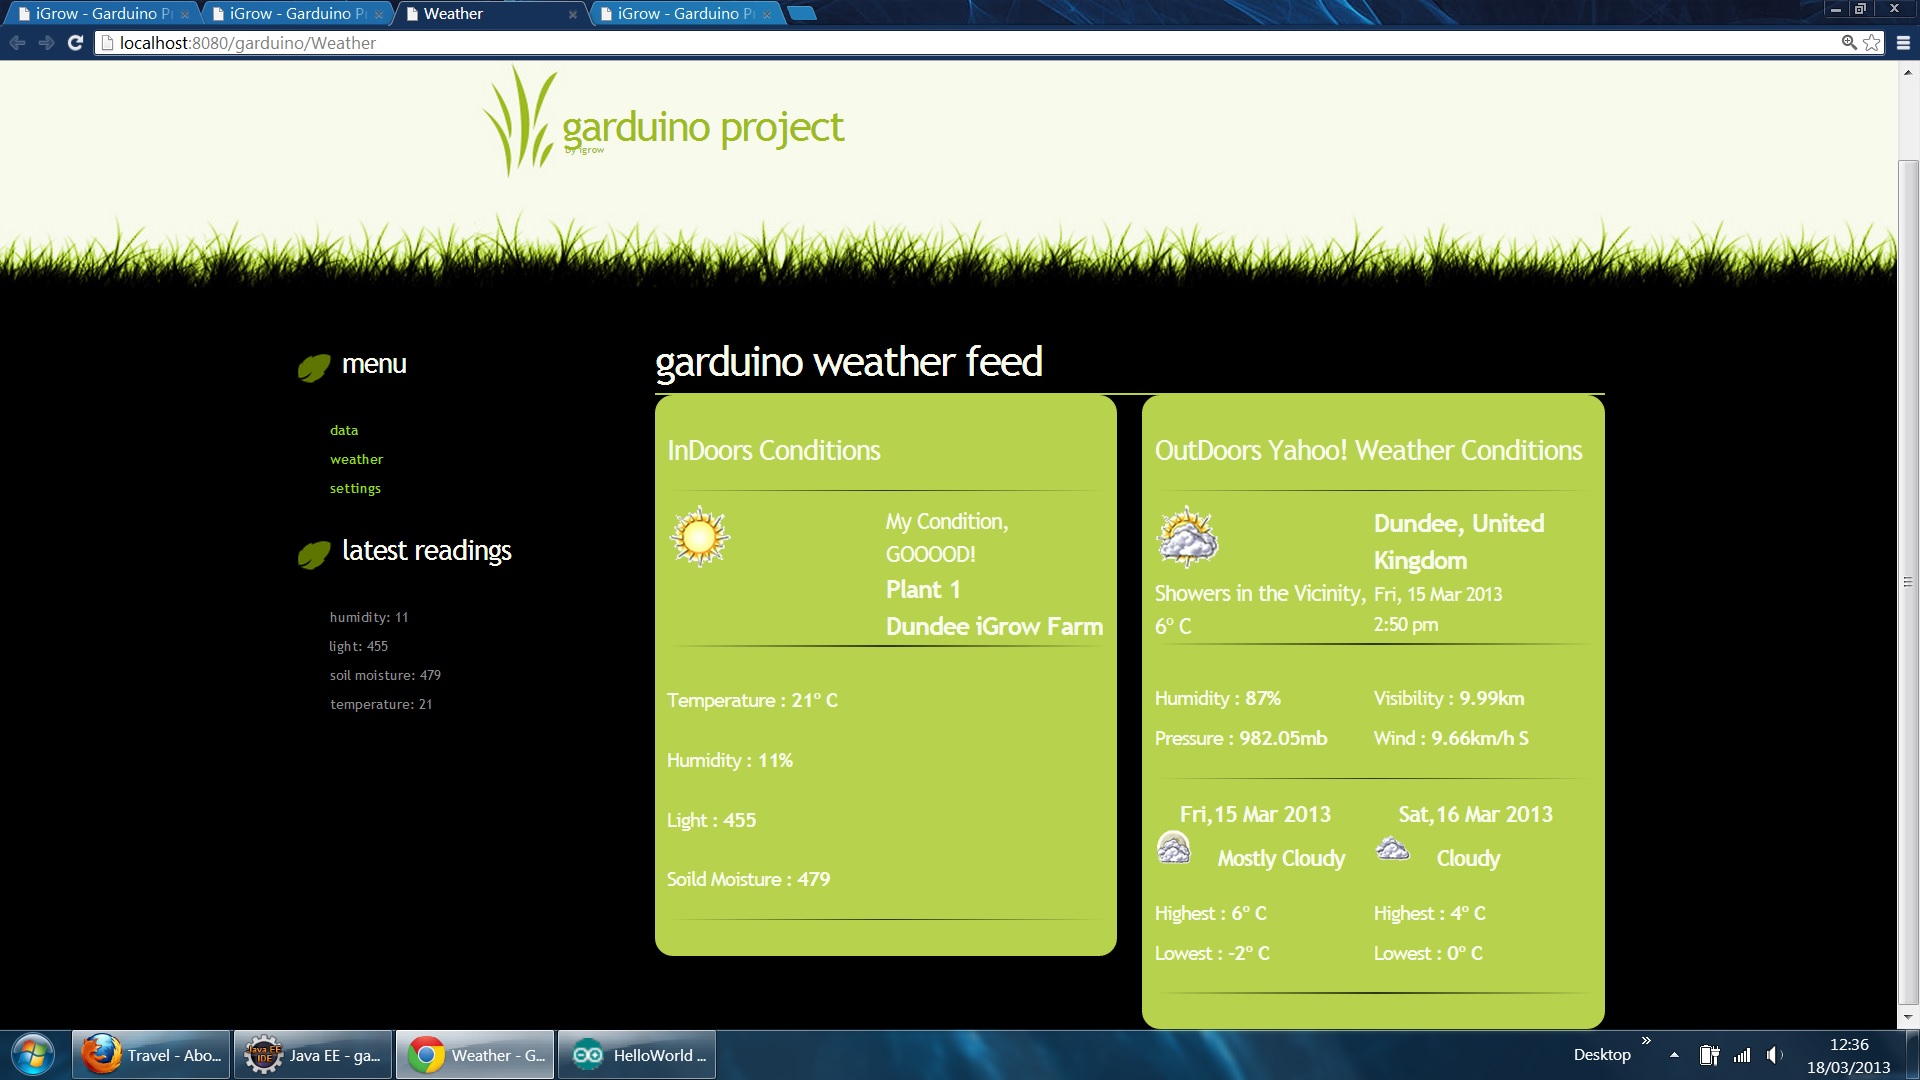 iGrow - Garduino P
iGrow - Garduino P
Weather
iGrow - Garduino P
localhost:8080/garduino/Weather
garduino project
by igrow
menu
data
weather
settings
latest readings
humidity: 11
light: 455
soil moisture: 479
temperature: 21
garduino weather feed
InDoors Conditions
My Condition,
GOOOOD!
Plant 1
Dundee iGrow Farm
Temperature : 21° C
Humidity : 11%
Light : 455
Soild Moisture : 479
OutDoors Yahoo! Weather Conditions
Dundee, United
Kingdom
Showers in the Vicinity,
6° C
Fri, 15 Mar 2013
2:50 pm
Humidity : 87%
Visibility : 9.99km
Pressure : 982.05mb
Wind : 9.66km/h S
Fri,15 Mar 2013
Mostly Cloudy
Highest : 6° C
Lowest : -2° C
Sat,16 Mar 2013
Cloudy
Highest : 4° C
Lowest : 0° C
Travel - Abo...
Java EE IDE
Java EE - ga...
Weather - G...
HelloWorld ...
Desktop
12:36
18/03/2013